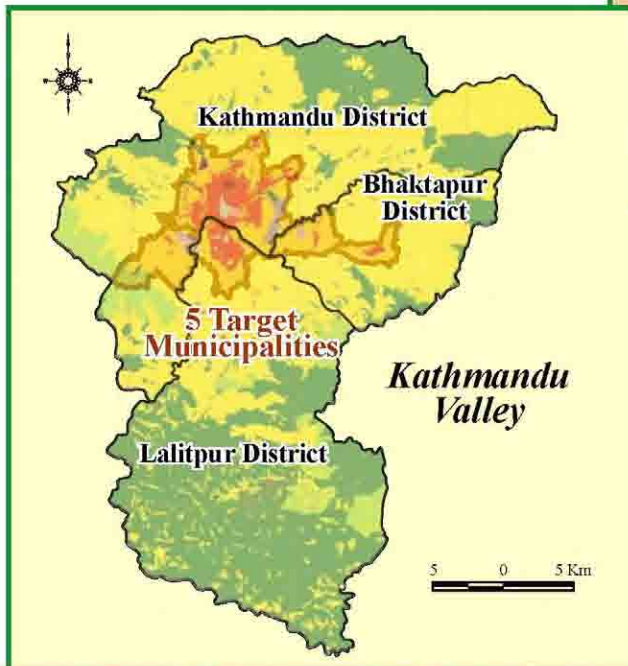 Kathmandu District
Bhaktapur
District
5 Target
Municipalities
Kathmandu
Valley
Lalitpur District
5 0 5 Km